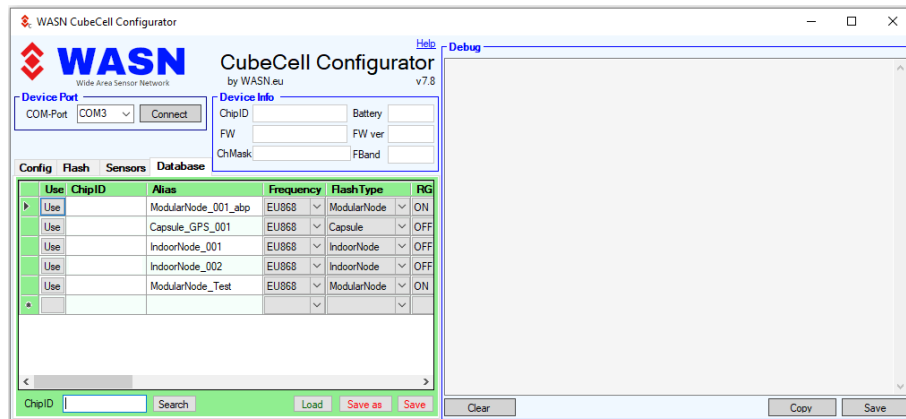 WASN CubeCell Configurator
WASN
Wide Area Sensor Network
Help
CubeCell Configurator
by WASN.eu v7.8
Device Port
COM-Port COM3 Connect
Device Info
ChipID Battery
FW FW ver
ChMask FBand
Config Flash Sensors Database
Use ChipID Alias Frequency FlashType RG
Use ModularNode_001_abp EU868 ModularNode ON
Use Capsule_GPS_001 EU868 Capsule OFF
Use IndoorNode_001 EU868 IndoorNode OFF
Use IndoorNode_002 EU868 IndoorNode OFF
Use ModularNode_Test EU868 ModularNode ON
ChipID Search Load Save as Save
Debug
Clear Copy Save